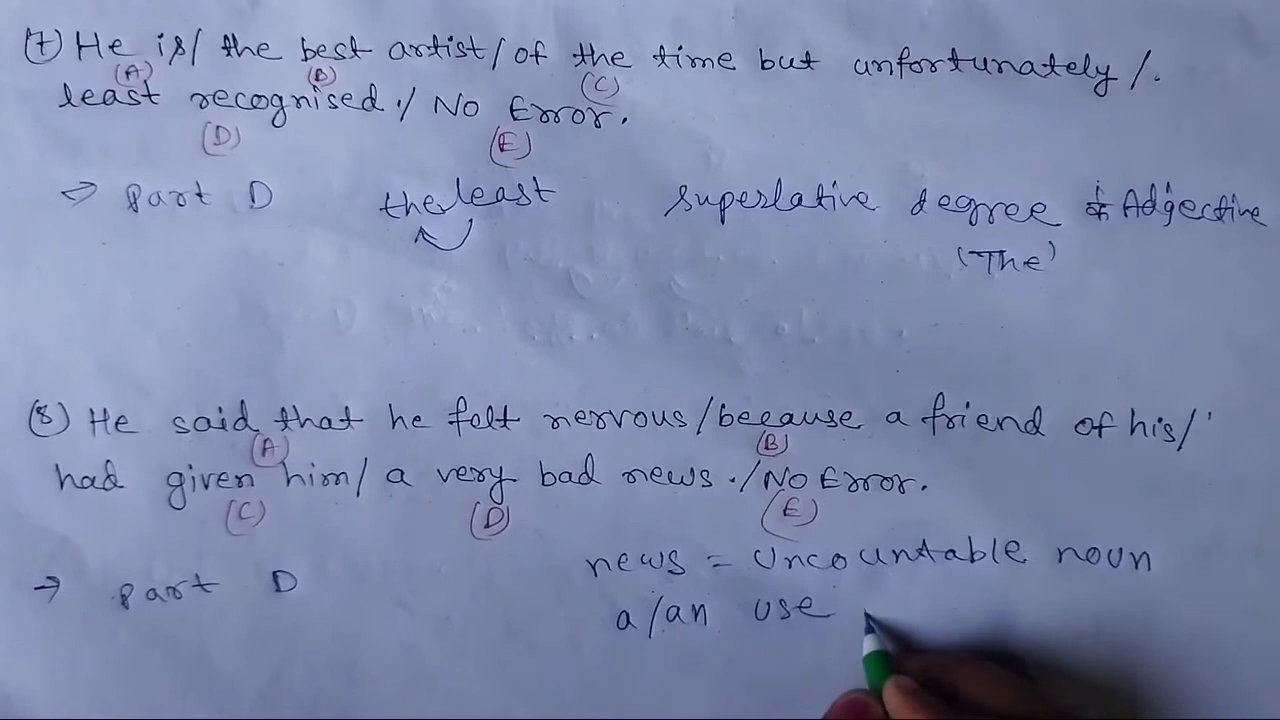 (7) He is/ the best artist/ of the time but unfortunately/.
(A) (B) (C)
least recognised./ No Error.
(D) (E)
⇒ Part D the least Superlative degree of Adjective
(The)
(8) He said that he felt nervous/because a friend of his/
(A) (B)
had given him/ a very bad news./No Error.
(C) (D) (E)
→ Part D news = Uncountable noun
a/an use